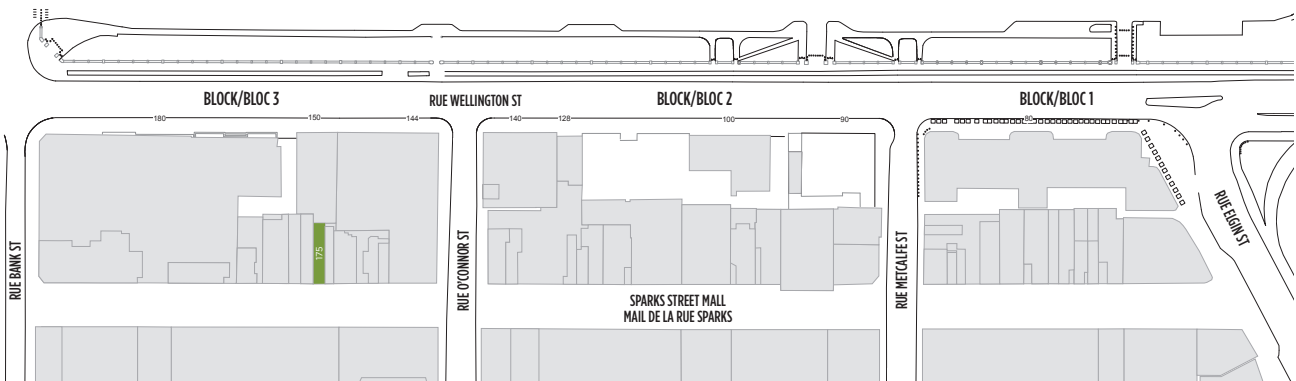 BLOCK/BLOC 3
RUE WELLINGTON ST
BLOCK/BLOC 2
BLOCK/BLOC 1
180
150
144
140
128
100
90
80
RUE BANK ST
175
RUE O'CONNOR ST
RUE METCALFE ST
RUE ELGIN ST
SPARKS STREET MALL
MAIL DE LA RUE SPARKS